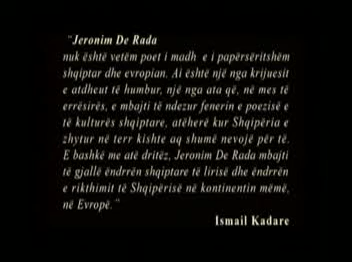 "Jeronim De Rada
nuk është vetëm poet i madh e i papërsëritshëm
shqiptar dhe evropian. Ai është një nga krijuesit
e atdheut të humbur, një nga ata që, në mes të
errësirës, e mbajti të ndezur fenerin e poezisë e
të kulturës shqiptare, atëherë kur Shqipëria e
zhytur në terr kishte aq shumë nevojë për të.
E bashkë me atë dritëz, Jeronim De Rada mbajti
të gjallë ëndrrën shqiptare të lirisë dhe ëndrrën
e rikthimit të Shqipërisë në kontinentin mëmë,
në Evropë."
Ismail Kadare